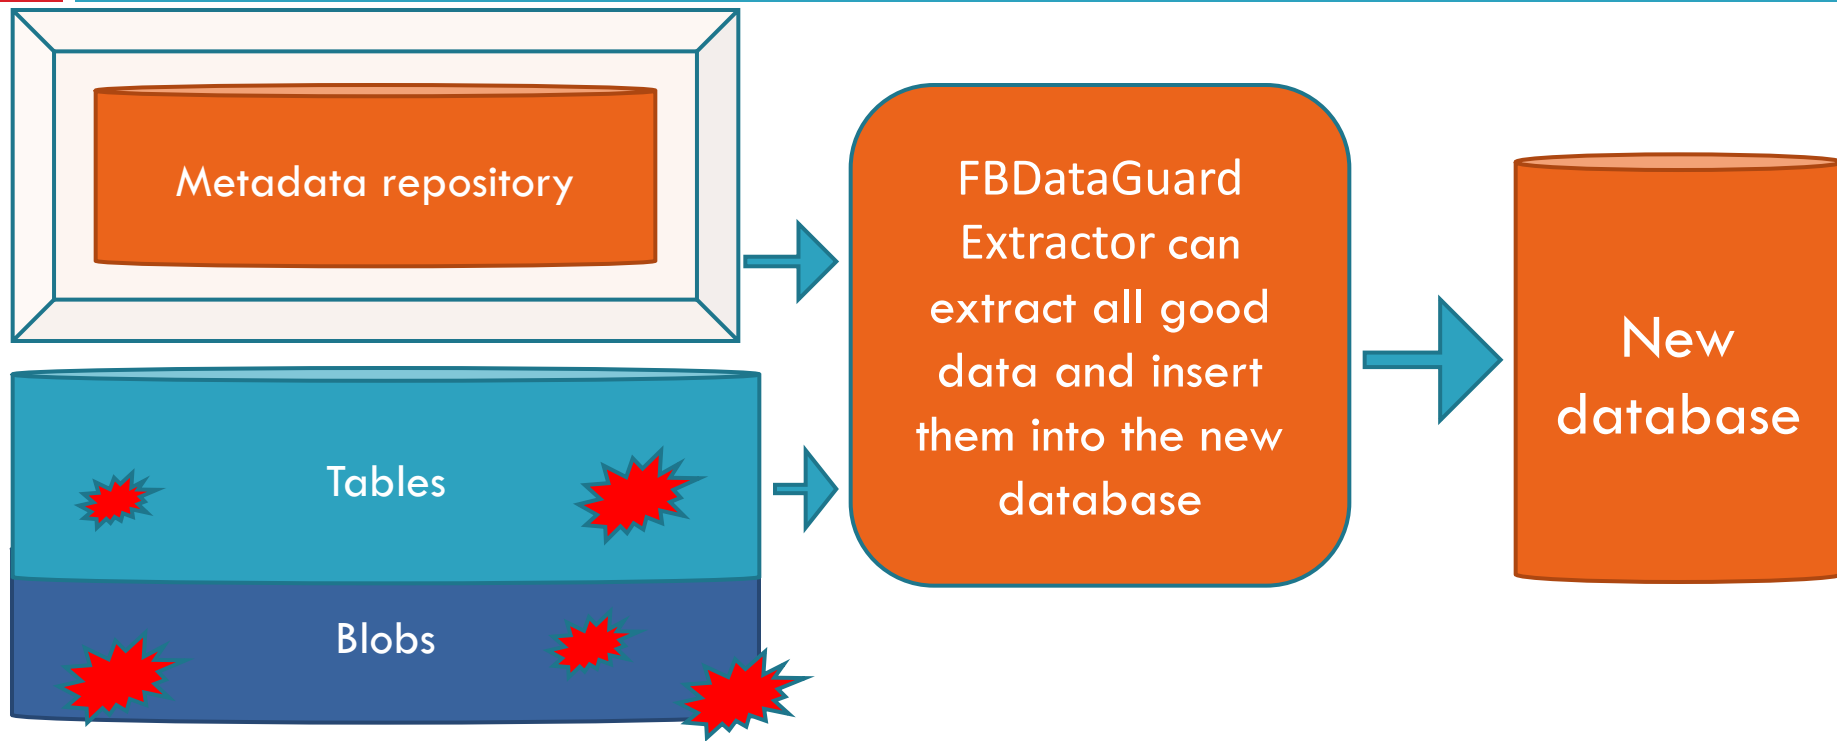 Metadata repository
Tables
Blobs
FBDataGuard
Extractor can
extract all good
data and insert
them into the new
database
New
database